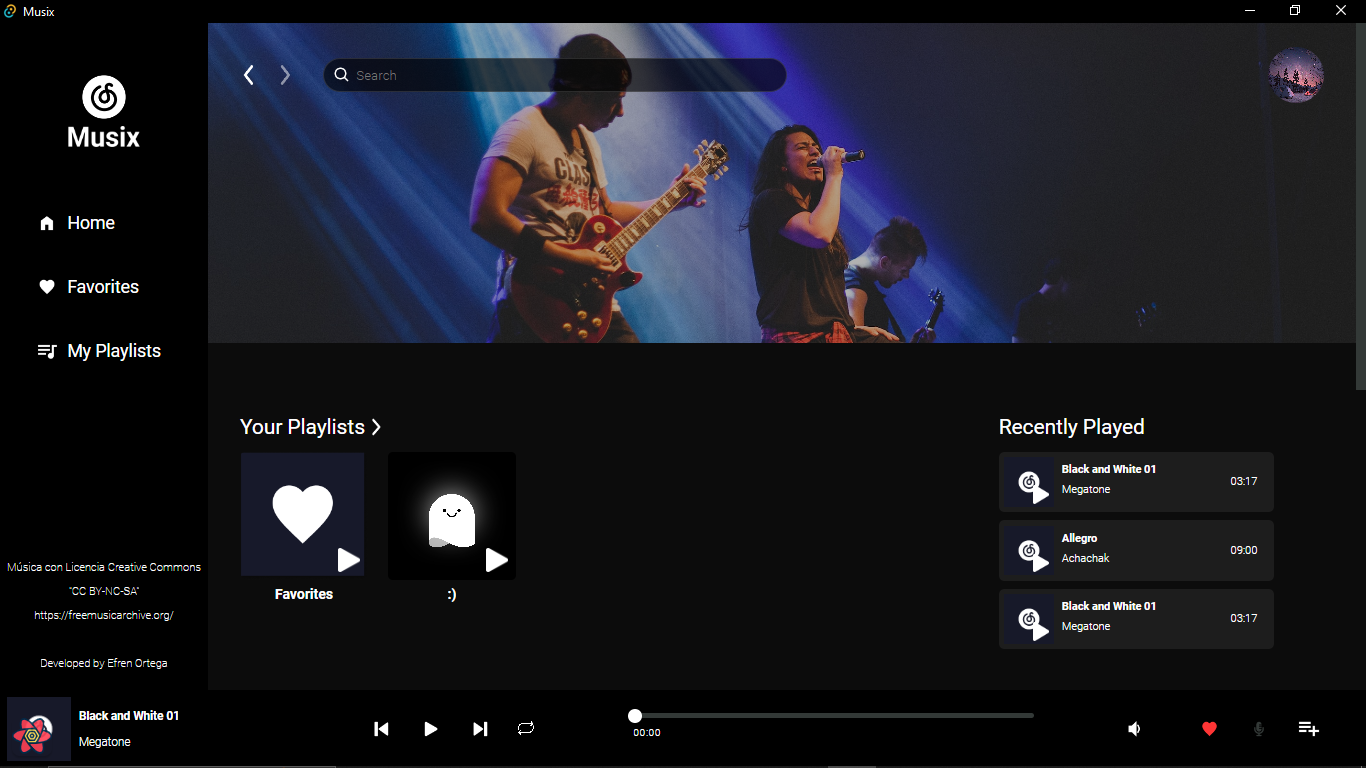 Musix
Search
Musix
Home
Favorites
My Playlists
CLASH
Your Playlists
Recently Played
Favorites
:)
Black and White 01
Megatone
03:17
Allegro
Achachak
09:00
Black and White 01
Megatone
03:17
Música con Licencia Creative Commons
"CC BY-NC-SA"
https://freemusicarchive.org/
Developed by Efren Ortega
Black and White 01
Megatone
00:00